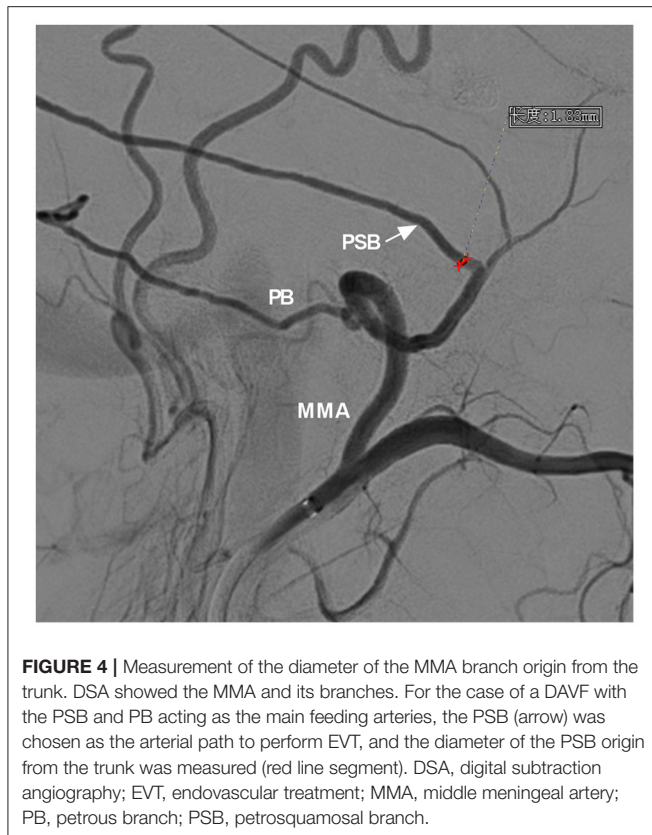 长度:1.83mm
PSB
PB
MMA
FIGURE 4 | Measurement of the diameter of the MMA branch origin from the
trunk. DSA showed the MMA and its branches. For the case of a DAVF with
the PSB and PB acting as the main feeding arteries, the PSB (arrow) was
chosen as the arterial path to perform EVT, and the diameter of the PSB origin
from the trunk was measured (red line segment). DSA, digital subtraction
angiography; EVT, endovascular treatment; MMA, middle meningeal artery;
PB, petrous branch; PSB, petrosquamosal branch.